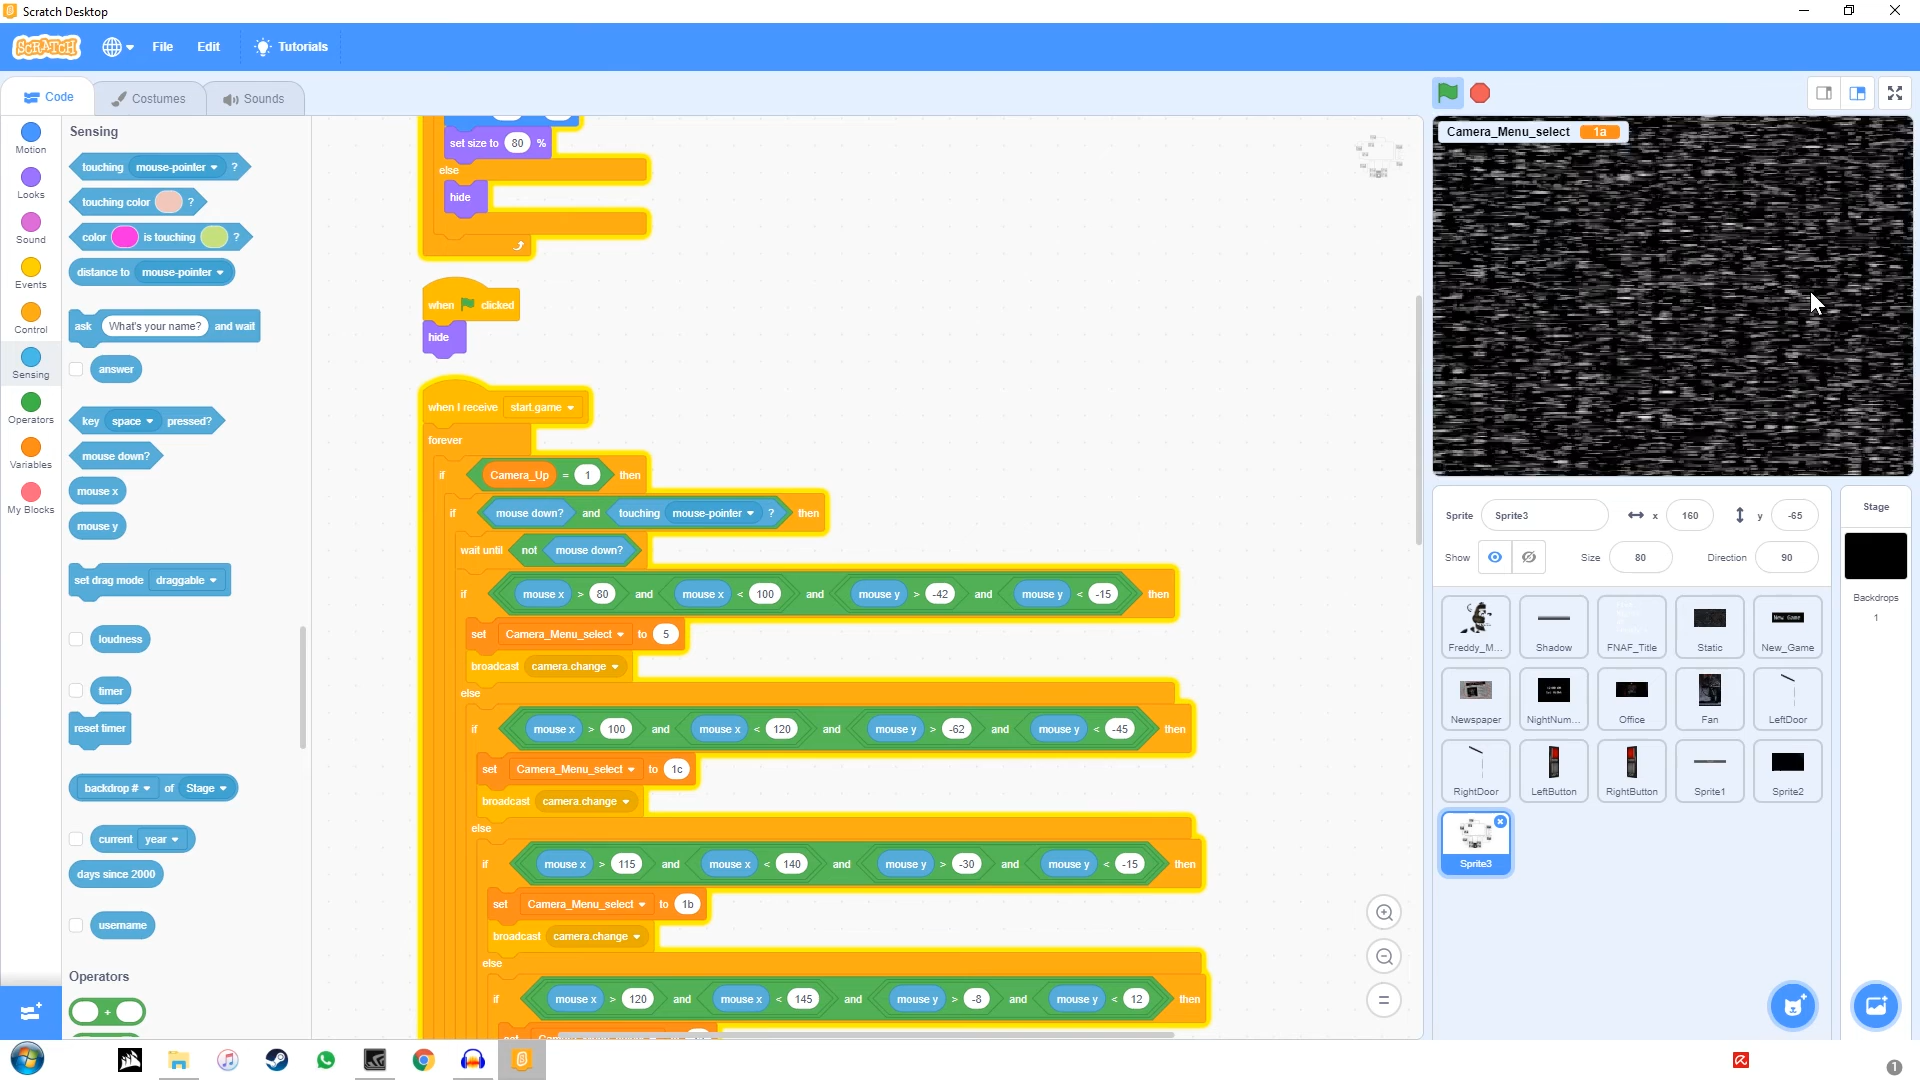 Scratch Desktop
SCRATCH File Edit Tutorials
Code Costumes Sounds
Motion
Looks
Sound
Events
Control
Sensing
Operators
Variables
My Blocks
Sensing
touching mouse-pointer ?
touching color ?
color is touching ?
distance to mouse-pointer
ask What's your name? and wait
answer
key space pressed?
mouse down?
mouse x
mouse y
set drag mode draggable
loudness
timer
reset timer
backdrop # of Stage
current year
days since 2000
username
Operators
+
set size to 80 %
else
hide
when clicked
hide
when I receive start.game
forever
if Camera_Up = 1 then
if mouse down? and touching mouse-pointer ? then
wait until not mouse down?
if mouse x > 80 and mouse x < 100 and mouse y > -42 and mouse y < -15 then
set Camera_Menu_select to 5
broadcast camera.change
else
if mouse x > 100 and mouse x < 120 and mouse y > -62 and mouse y < -45 then
set Camera_Menu_select to 1c
broadcast camera.change
else
if mouse x > 115 and mouse x < 140 and mouse y > -30 and mouse y < -15 then
set Camera_Menu_select to 1b
broadcast camera.change
else
if mouse x > 120 and mouse x < 145 and mouse y > -8 and mouse y < 12 then
Camera_Menu_select 1a
Sprite Sprite3 x 160 y -65
Show Size 80 Direction 90
Freddy_M... Shadow FNAF_Title Static New_Game
Newspaper NightNum... Office Fan LeftDoor
RightDoor LeftButton RightButton Sprite1 Sprite2
Sprite3
Stage
Backdrops
1
New Game
1